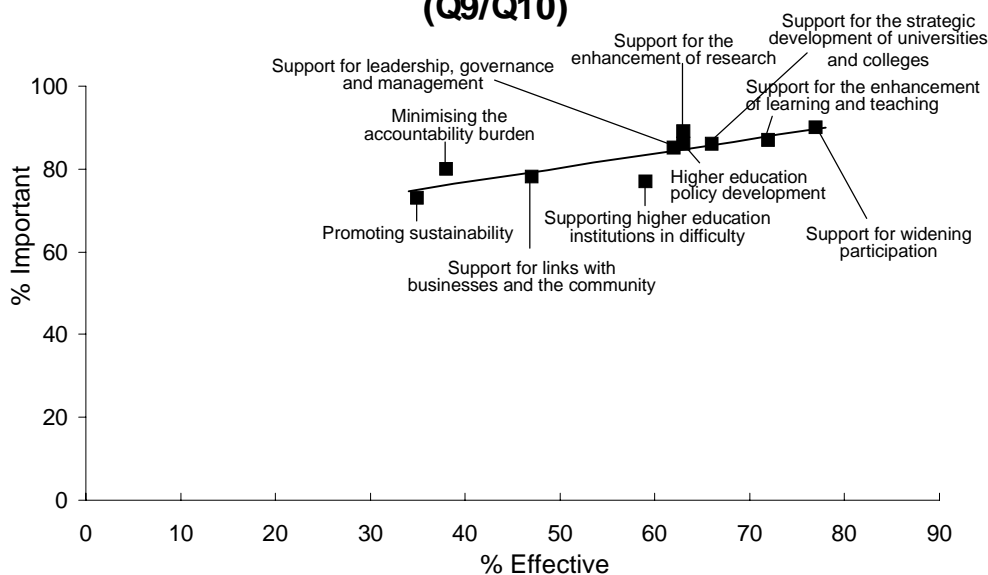 (Q9/Q10)
Support for the strategic
development of universities
and colleges
Support for the
enhancement of research
Support for leadership, governance
and management
Support for the enhancement
of learning and teaching
Minimising the
accountability burden
Higher education
policy development
Supporting higher education
institutions in difficulty
Promoting sustainability
Support for widening
participation
Support for links with
businesses and the community
% Important
100
80
60
40
20
0
0 10 20 30 40 50 60 70 80 90
% Effective